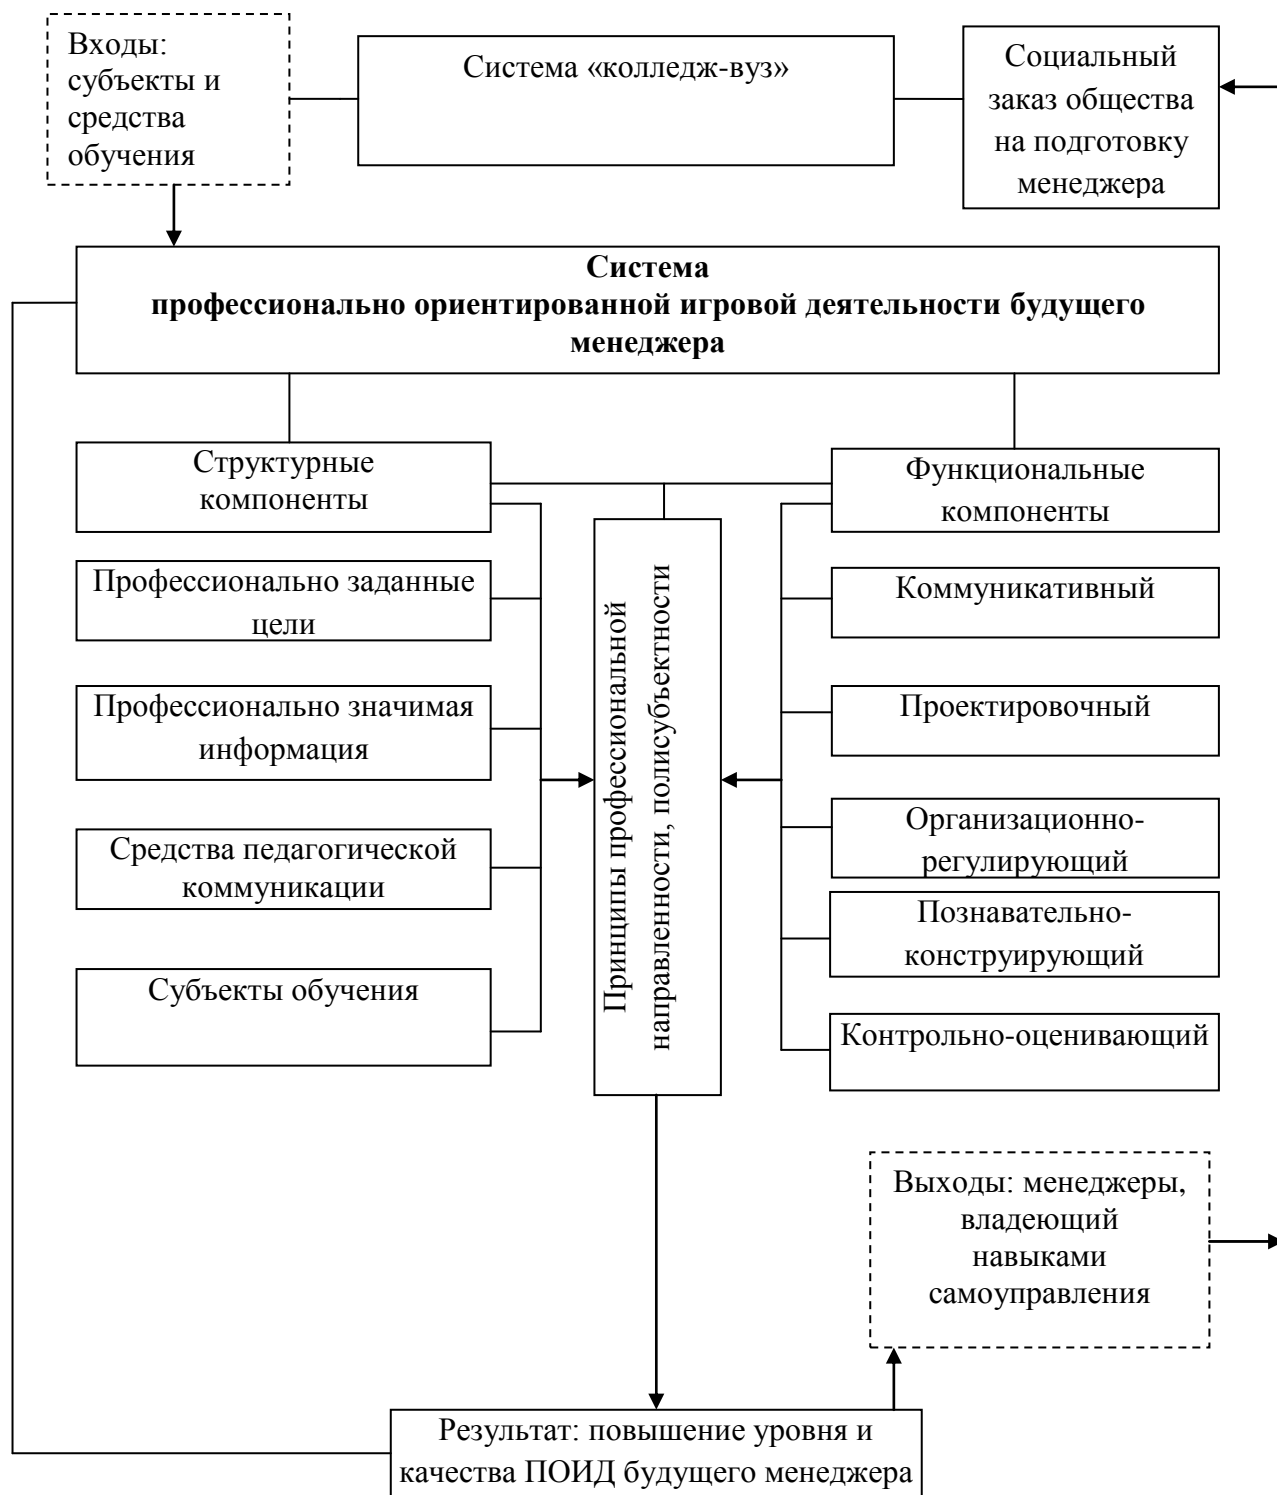 Входы:
субъекты и
средства
обучения
Система «колледж-вуз»
Социальный
заказ общества
на подготовку
менеджера
Система
профессионально ориентированной игровой деятельности будущего
менеджера
Структурные
компоненты
Функциональные
компоненты
Профессионально заданные
цели
Профессионально значимая
информация
Средства педагогической
коммуникации
Субъекты обучения
Принципы профессиональной
направленности, полисубъектности
Коммуникативный
Проектировочный
Организационно-
регулирующий
Познавательно-
конструирующий
Контрольно-оценивающий
Выходы: менеджеры,
владеющий
навыками
самоуправления
Результат: повышение уровня и
качества ПОИД будущего менеджера